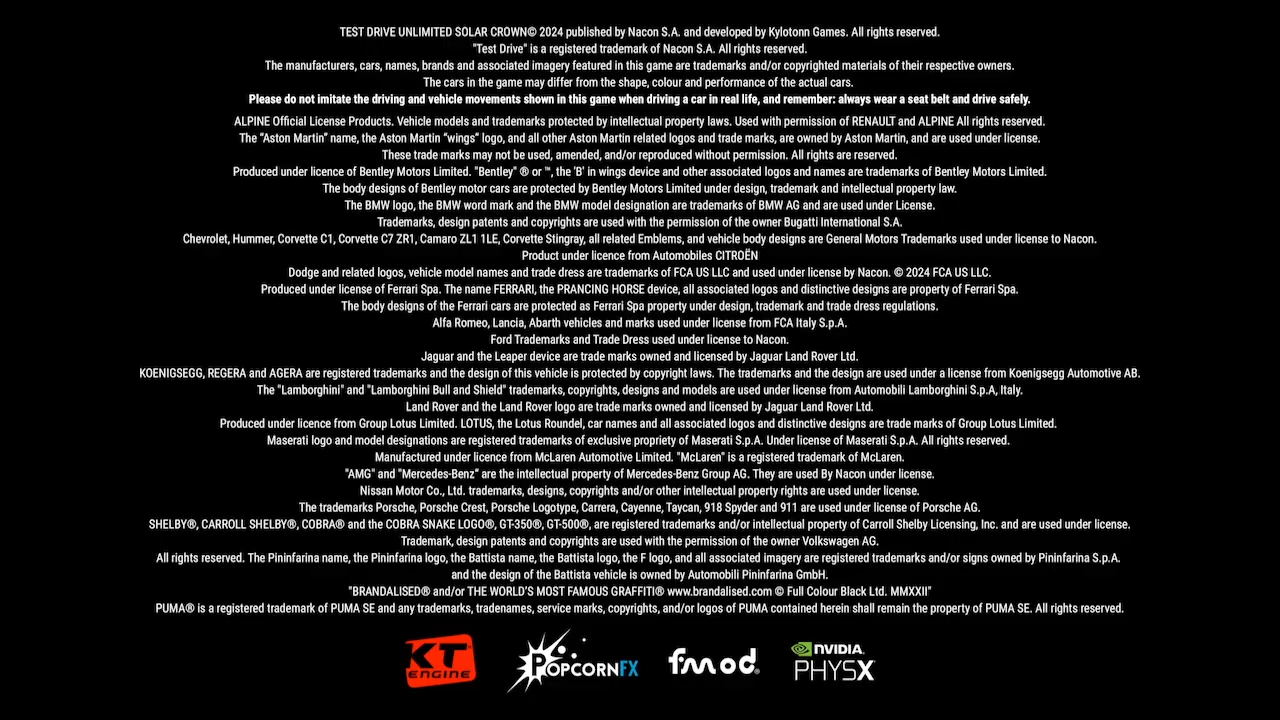 TEST DRIVE UNLIMITED SOLAR CROWN© 2024 published by Nacon S.A. and developed by Kylotonn Games. All rights reserved.
"Test Drive" is a registered trademark of Nacon S.A. All rights reserved.
The manufacturers, cars, names, brands and associated imagery featured in this game are trademarks and/or copyrighted materials of their respective owners.
The cars in the game may differ from the shape, colour and performance of the actual cars.
Please do not imitate the driving and vehicle movements shown in this game when driving a car in real life, and remember: always wear a seat belt and drive safely.
ALPINE Official License Products. Vehicle models and trademarks protected by intellectual property laws. Used with permission of RENAULT and ALPINE All rights reserved.
The “Aston Martin” name, the Aston Martin “wings“ logo, and all other Aston Martin related logos and trade marks, are owned by Aston Martin, and are used under license.
These trade marks may not be used, amended, and/or reproduced without permission. All rights are reserved.
Produced under licence of Bentley Motors Limited. "Bentley" ® or ™, the 'B' in wings device and other associated logos and names are trademarks of Bentley Motors Limited.
The body designs of Bentley motor cars are protected by Bentley Motors Limited under design, trademark and intellectual property law.
The BMW logo, the BMW word mark and the BMW model designation are trademarks of BMW AG and are used under License.
Trademarks, design patents and copyrights are used with the permission of the owner Bugatti International S.A.
Chevrolet, Hummer, Corvette C1, Corvette C7 ZR1, Camaro ZL1 1LE, Corvette Stingray, all related Emblems, and vehicle body designs are General Motors Trademarks used under license to Nacon.
Product under licence from Automobiles CITROËN
Dodge and related logos, vehicle model names and trade dress are trademarks of FCA US LLC and used under license by Nacon. © 2024 FCA US LLC.
Produced under license of Ferrari Spa. The name FERRARI, the PRANCING HORSE device, all associated logos and distinctive designs are property of Ferrari Spa.
The body designs of the Ferrari cars are protected as Ferrari Spa property under design, trademark and trade dress regulations.
Alfa Romeo, Lancia, Abarth vehicles and marks used under license from FCA Italy S.p.A.
Ford Trademarks and Trade Dress used under license to Nacon.
Jaguar and the Leaper device are trade marks owned and licensed by Jaguar Land Rover Ltd.
KOENIGSEGG, REGERA and AGERA are registered trademarks and the design of this vehicle is protected by copyright laws. The trademarks and the design are used under a license from Koenigsegg Automotive AB.
The "Lamborghini" and "Lamborghini Bull and Shield" trademarks, copyrights, designs and models are used under license from Automobili Lamborghini S.p.A, Italy.
Land Rover and the Land Rover logo are trade marks owned and licensed by Jaguar Land Rover Ltd.
Produced under licence from Group Lotus Limited. LOTUS, the Lotus Roundel, car names and all associated logos and distinctive designs are trade marks of Group Lotus Limited.
Maserati logo and model designations are registered trademarks of exclusive propriety of Maserati S.p.A. Under license of Maserati S.p.A. All rights reserved.
Manufactured under licence from McLaren Automotive Limited. "McLaren" is a registered trademark of McLaren.
"AMG" and "Mercedes-Benz“ are the intellectual property of Mercedes-Benz Group AG. They are used By Nacon under license.
Nissan Motor Co., Ltd. trademarks, designs, copyrights and/or other intellectual property rights are used under license.
The trademarks Porsche, Porsche Crest, Porsche Logotype, Carrera, Cayenne, Taycan, 918 Spyder and 911 are used under license of Porsche AG.
SHELBY®, CARROLL SHELBY®, COBRA® and the COBRA SNAKE LOGO®, GT-350®, GT-500®, are registered trademarks and/or intellectual property of Carroll Shelby Licensing, Inc. and are used under license.
Trademark, design patents and copyrights are used with the permission of the owner Volkswagen AG.
All rights reserved. The Pininfarina name, the Pininfarina logo, the Battista name, the Battista logo, the F logo, and all associated imagery are registered trademarks and/or signs owned by Pininfarina S.p.A.
and the design of the Battista vehicle is owned by Automobili Pininfarina GmbH.
"BRANDALISED® and/or THE WORLD’S MOST FAMOUS GRAFFITI® www.brandalised.com © Full Colour Black Ltd. MMXXII"
PUMA® is a registered trademark of PUMA SE and any trademarks, tradenames, service marks, copyrights, and/or logos of PUMA contained herein shall remain the property of PUMA SE. All rights reserved.
KT ENGINE
POPCORNFX
fmod®
NVIDIA
PHYSX